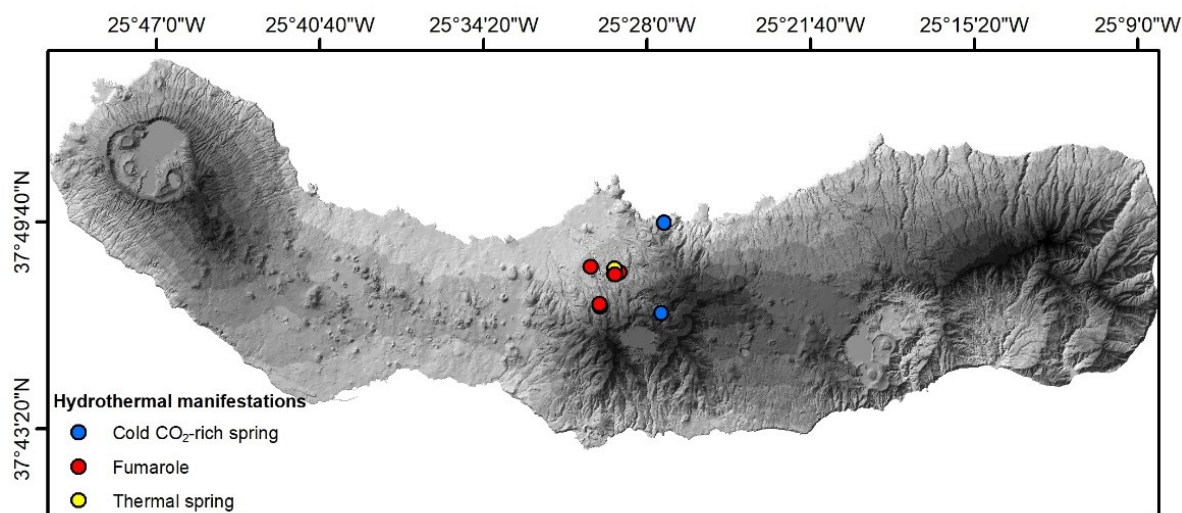 25°47'0"W 25°40'40"W 25°34'20"W 25°28'0"W 25°21'40"W 25°15'20"W 25°9'0"W
37°49'40"N
37°43'20"N
Hydrothermal manifestations
Cold CO₂-rich spring
Fumarole
Thermal spring